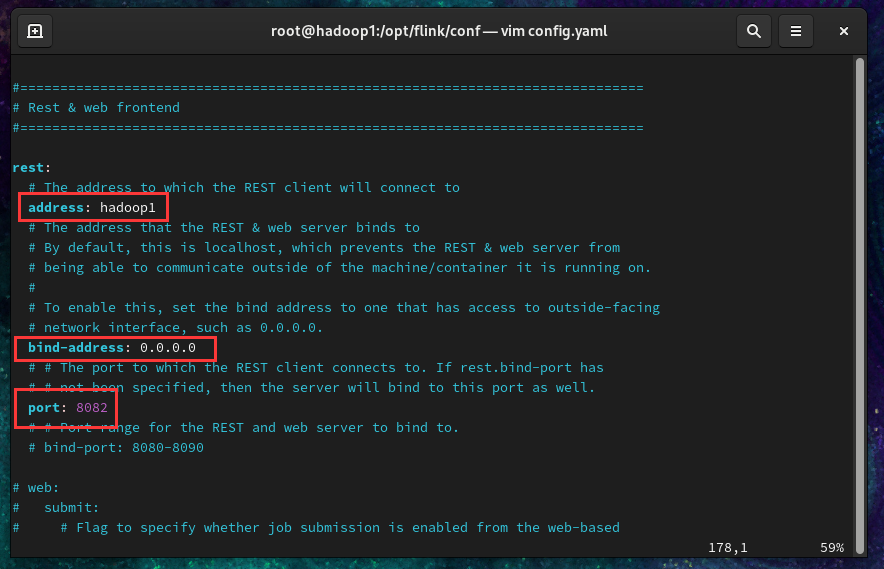 root@hadoop1:/opt/flink/conf — vim config.yaml
#==============================================================================
# Rest & web frontend
#==============================================================================
rest:
# The address to which the REST client will connect to
address: hadoop1
# The address that the REST & web server binds to
# By default, this is localhost, which prevents the REST & web server from
# being able to communicate outside of the machine/container it is running on.
#
# To enable this, set the bind address to one that has access to outside-facing
# network interface, such as 0.0.0.0.
bind-address: 0.0.0.0
# # The port to which the REST client connects to. If rest.bind-port has
# # not been specified, then the server will bind to this port as well.
port: 8082
# # Port range for the REST and web server to bind to.
# bind-port: 8080-8090
# web:
#   submit:
#     # Flag to specify whether job submission is enabled from the web-based
178,1 59%